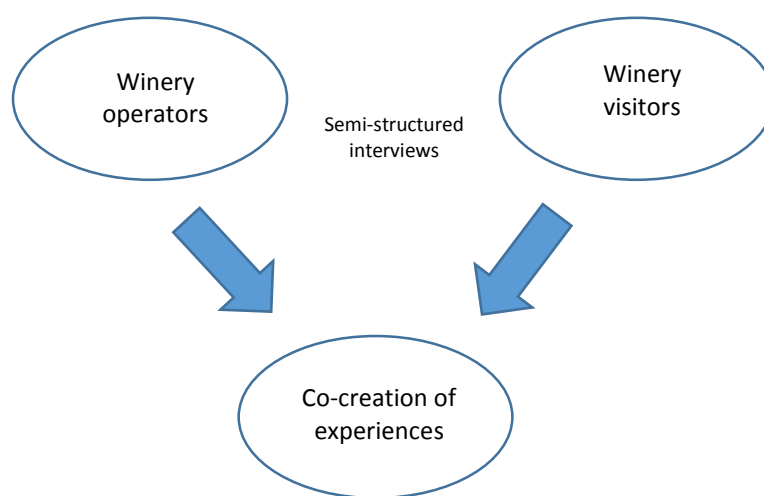 Winery
operators
Semi-structured
interviews
Winery
visitors
Co-creation of
experiences